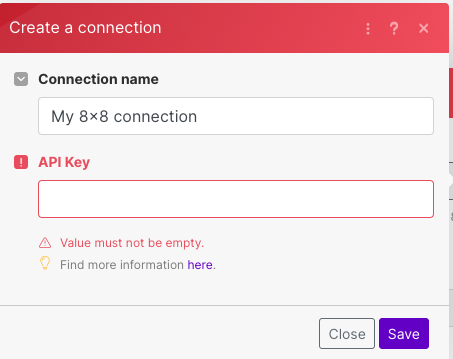 Create a connection
Connection name
My 8×8 connection
API Key
Value must not be empty.
Find more information here.
Close Save